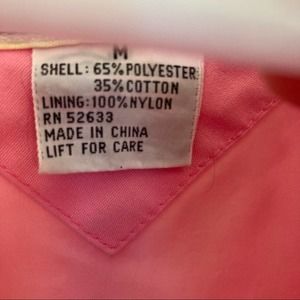 M
SHELL: 65% POLYESTER
35% COTTON
LINING: 100% NYLON
RN 52633
MADE IN CHINA
LIFT FOR CARE